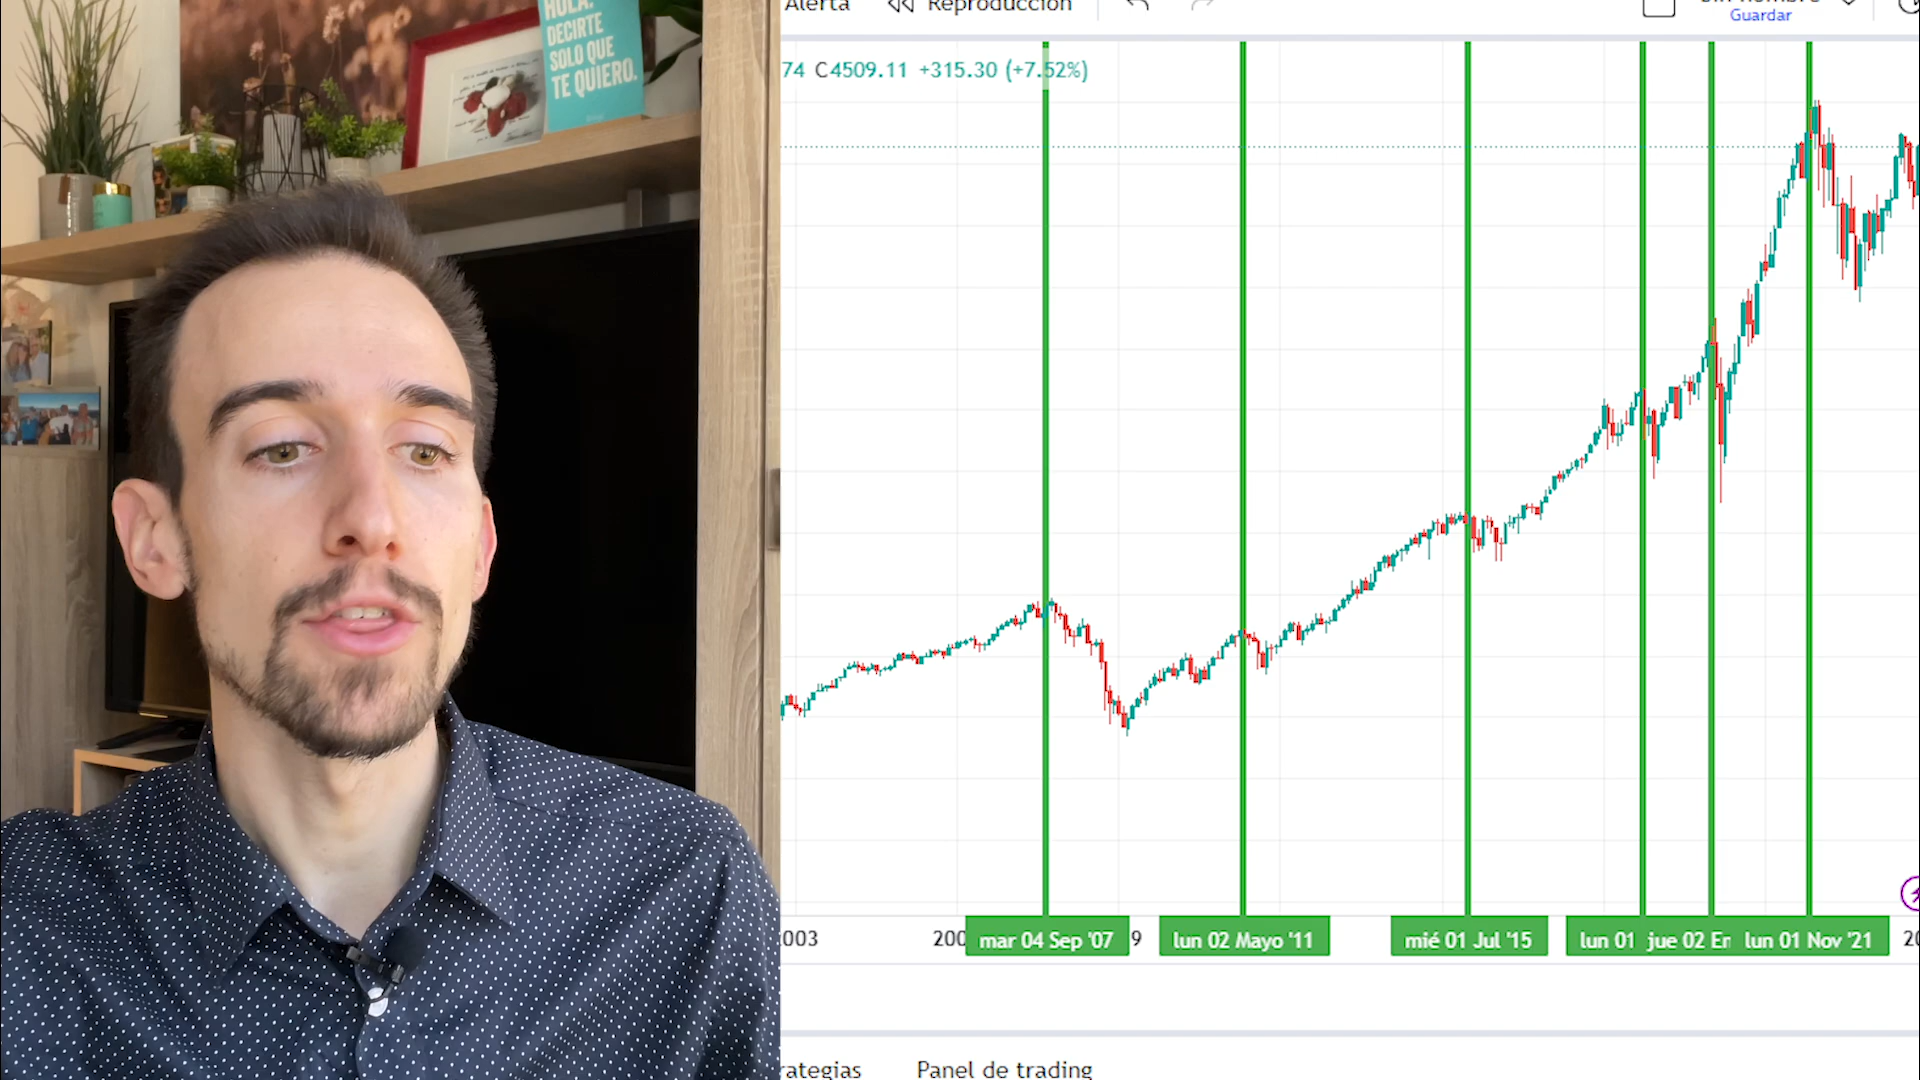 HOLA.
DECIRTE
SOLO QUE
TE QUIERO.
Alerta
Reproducción
Guardar
74 C4509.11 +315.30 (+7.52%)
003
200
mar 04 Sep '07
9
lun 02 Mayo '11
mié 01 Jul '15
lun 01
jue 02 En
lun 01 Nov '21
20
rategias
Panel de trading